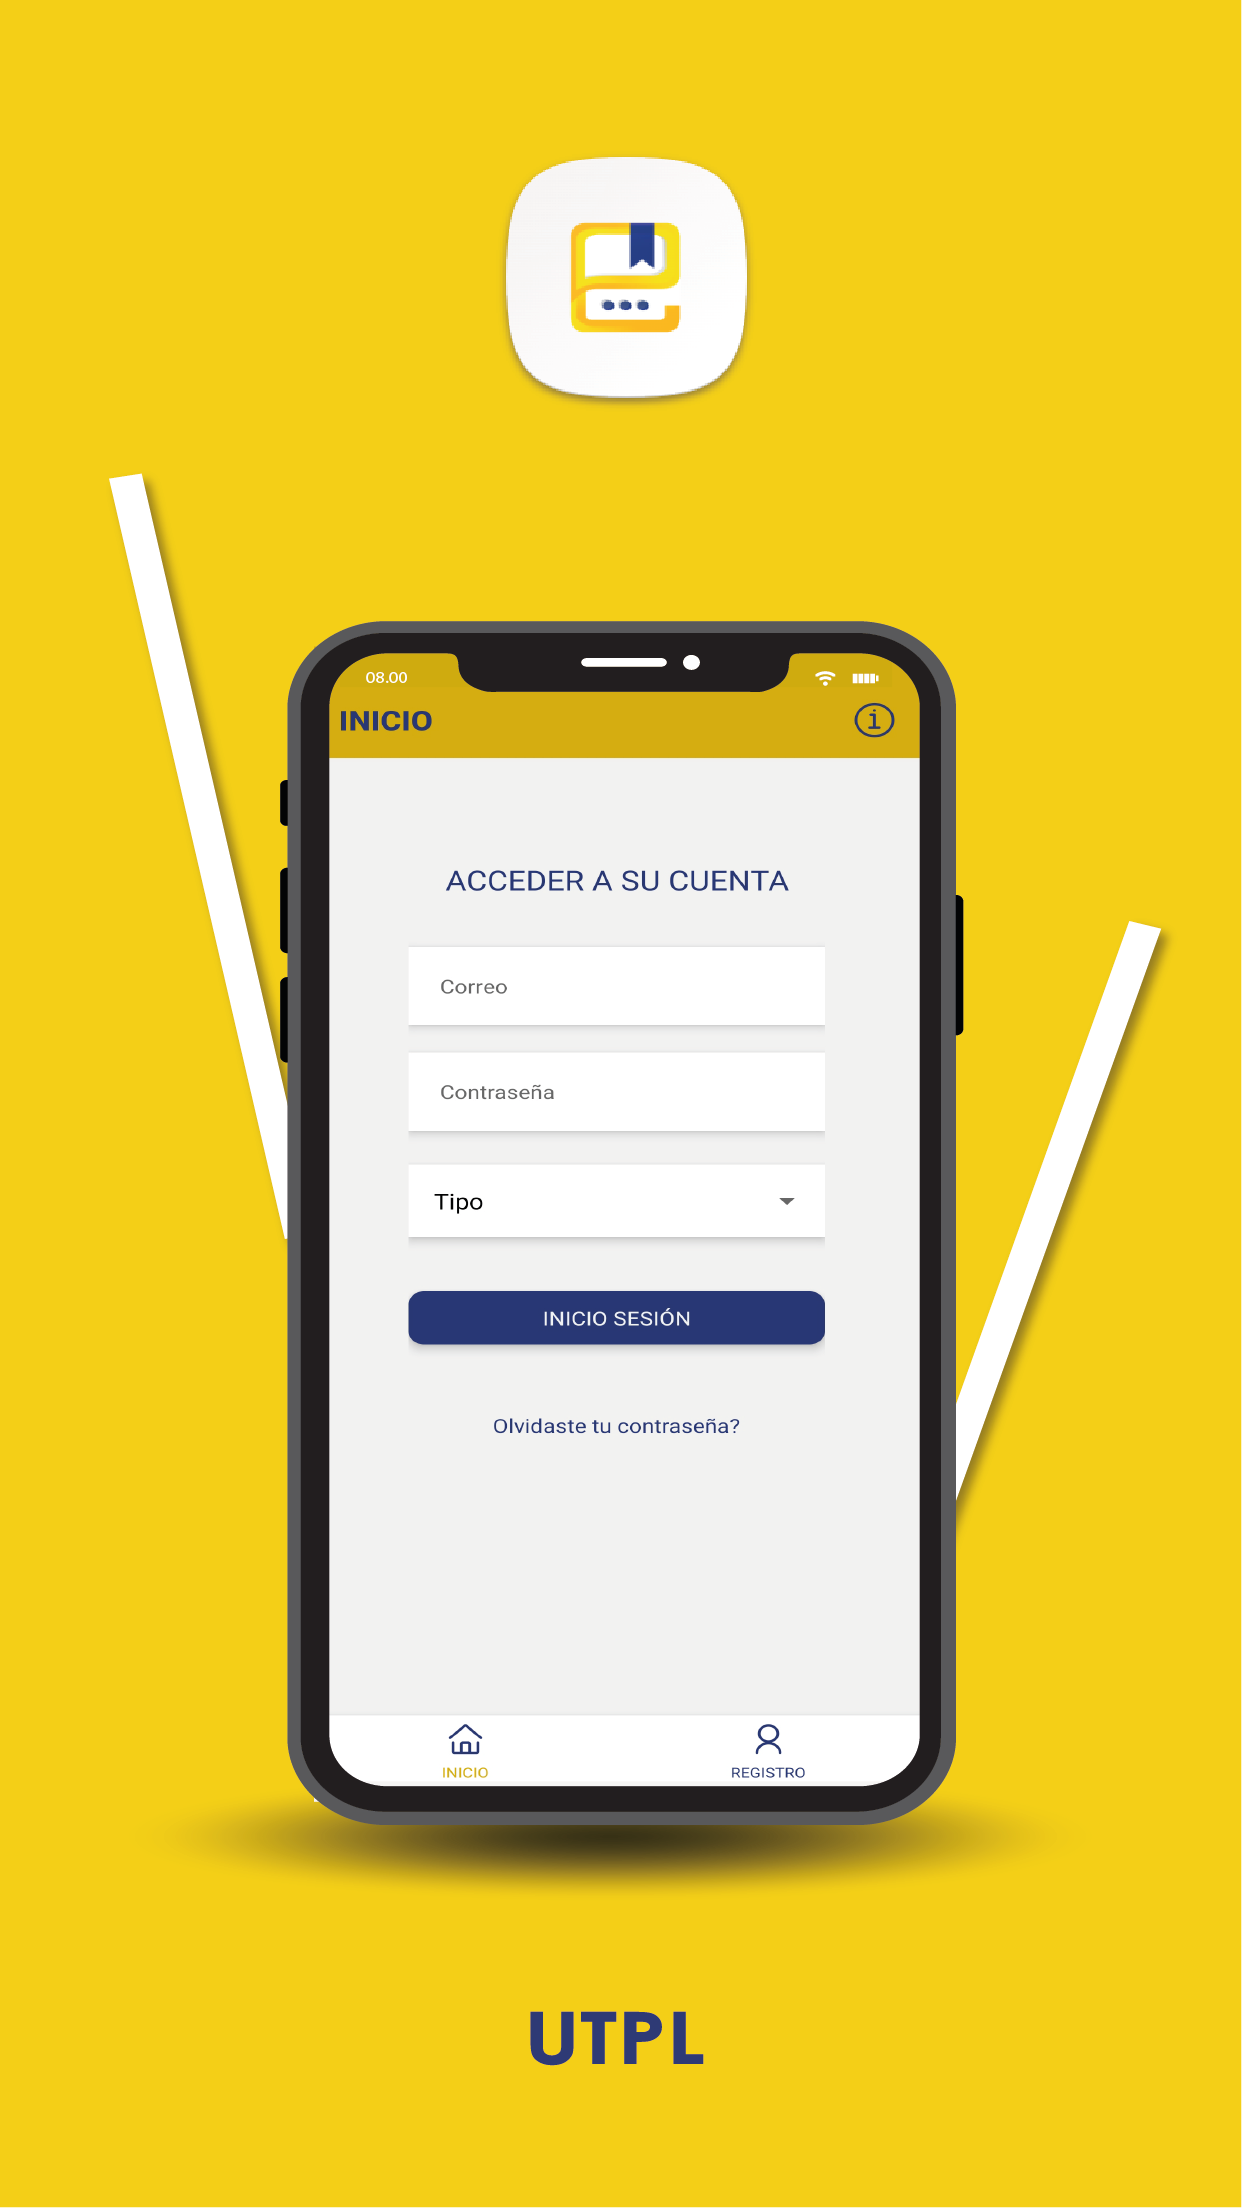 08.00
INICIO
ACCEDER A SU CUENTA
Correo
Contraseña
Tipo
INICIO SESIÓN
Olvidaste tu contraseña?
INICIO
REGISTRO
UTPL